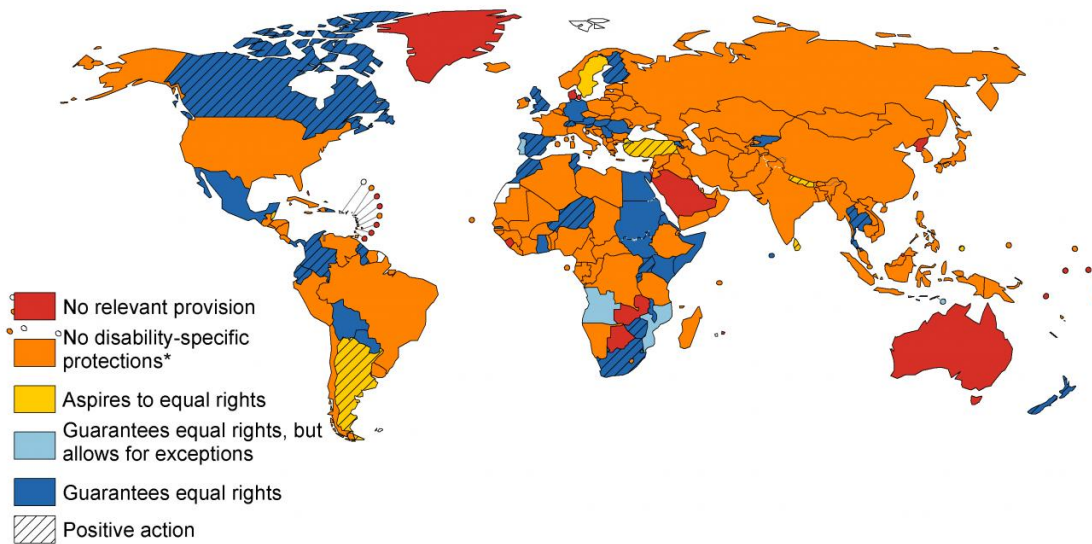 No relevant provision
No disability-specific
protections*
Aspires to equal rights
Guarantees equal rights, but
allows for exceptions
Guarantees equal rights
Positive action